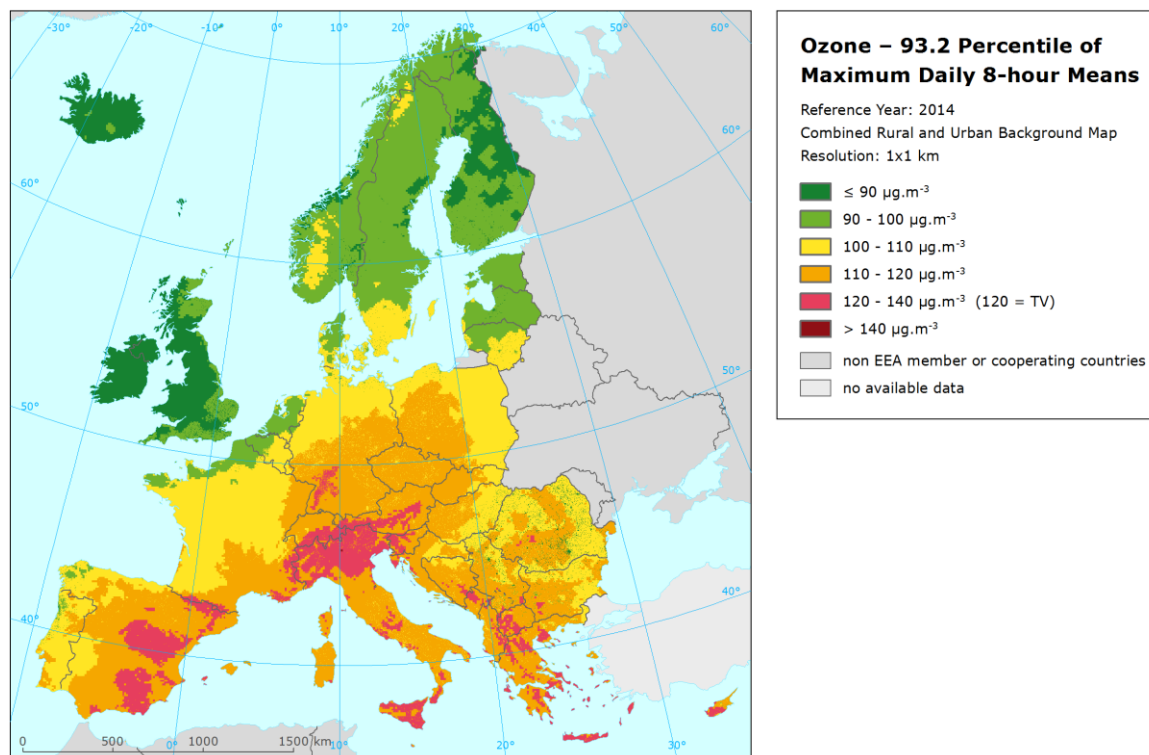 -30° -20° -10° 0° 10° 20° 30° 40° 50° 60°
60°
60°
50°
50°
40°
40°
0 500 1000 1500 km
0° 10° 20° 30°
Ozone – 93.2 Percentile of
Maximum Daily 8-hour Means
Reference Year: 2014
Combined Rural and Urban Background Map
Resolution: 1x1 km
≤ 90 µg.m⁻³
90 - 100 µg.m⁻³
100 - 110 µg.m⁻³
110 - 120 µg.m⁻³
120 - 140 µg.m⁻³ (120 = TV)
> 140 µg.m⁻³
non EEA member or cooperating countries
no available data